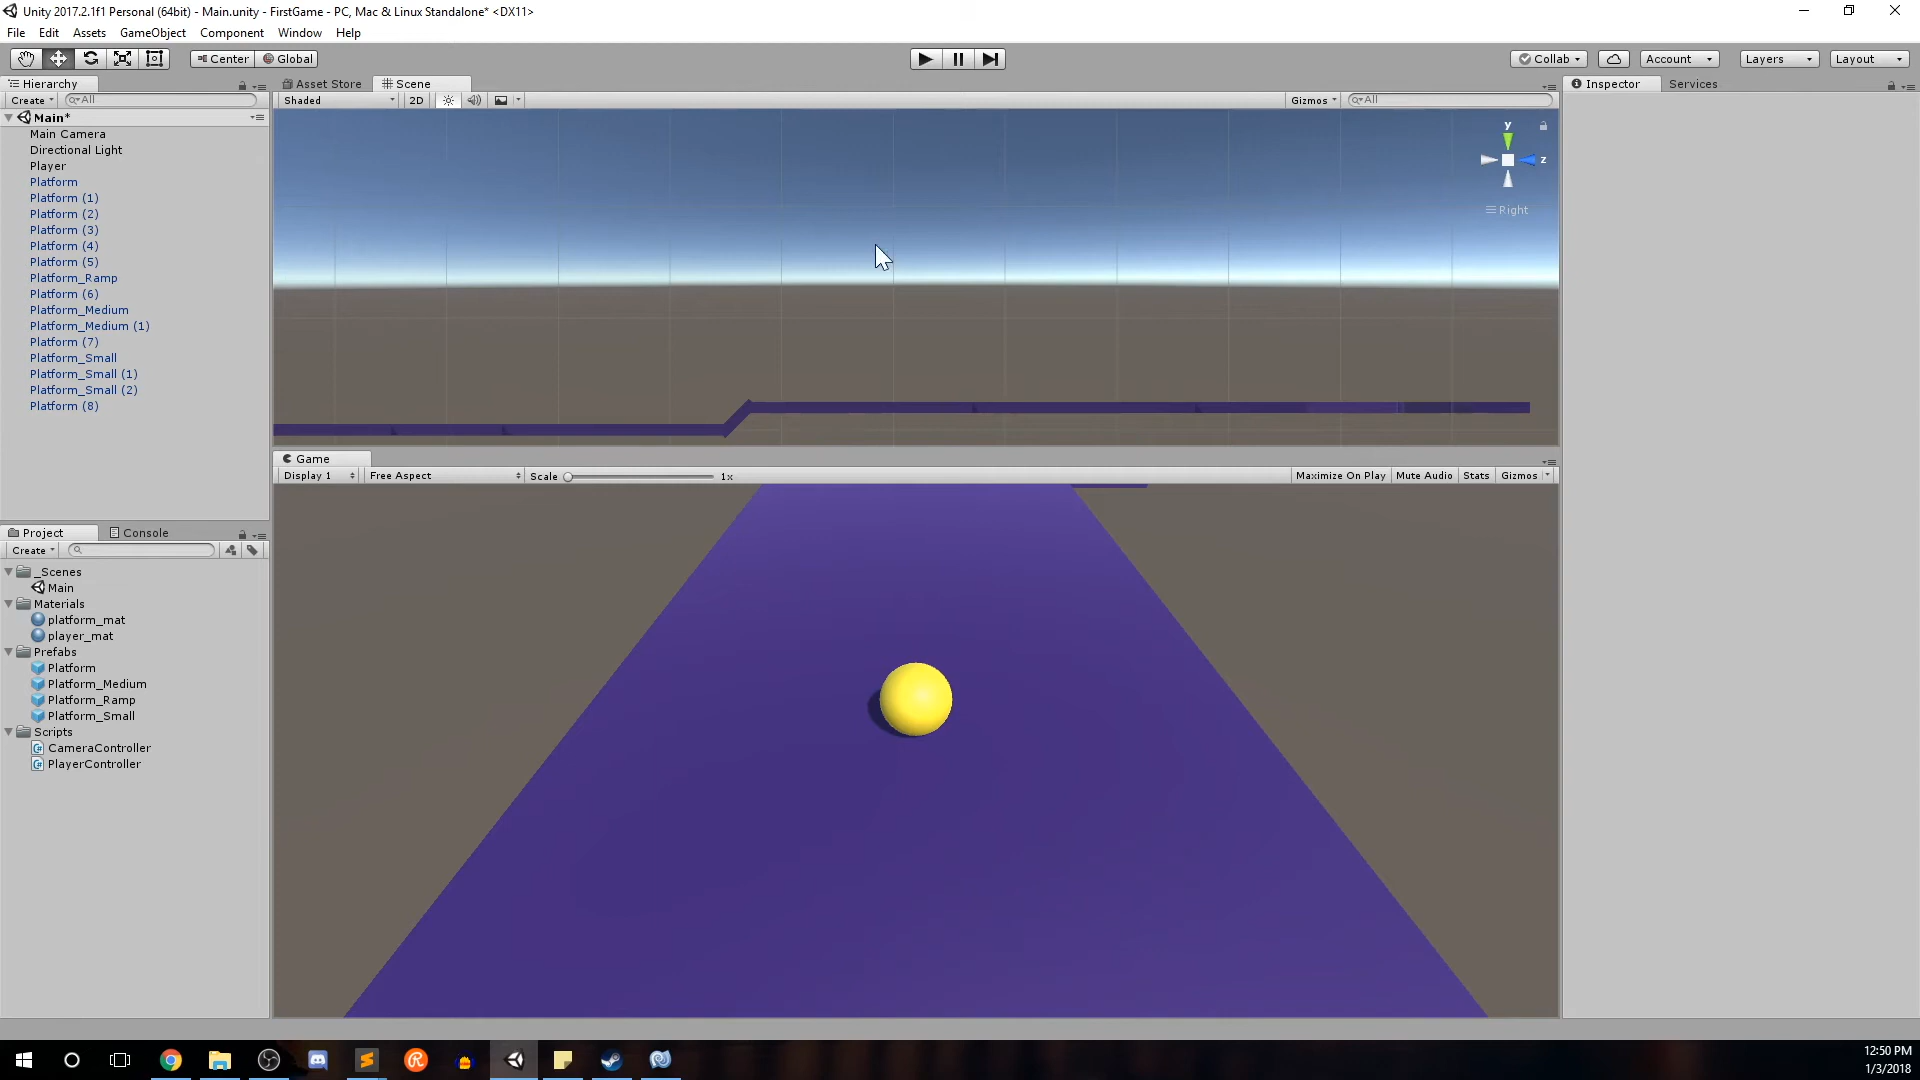 Unity 2017.2.1f1 Personal (64bit) - Main.unity - FirstGame - PC, Mac & Linux Standalone* <DX11>
File Edit Assets GameObject Component Window Help
Center Global Collab Account Layers Layout
Hierarchy Asset Store Scene Inspector Services
Create All Shaded 2D Gizmos All
Main*
Main Camera
Directional Light
Player
Platform
Platform (1)
Platform (2)
Platform (3)
Platform (4)
Platform (5)
Platform_Ramp
Platform (6)
Platform_Medium
Platform_Medium (1)
Platform (7)
Platform_Small
Platform_Small (1)
Platform_Small (2)
Platform (8)
y
z
Right
Game
Display 1 Free Aspect Scale 1x Maximize On Play Mute Audio Stats Gizmos
Project Console
Create
_Scenes
Main
Materials
platform_mat
player_mat
Prefabs
Platform
Platform_Medium
Platform_Ramp
Platform_Small
Scripts
CameraController
PlayerController
12:50 PM
1/3/2018